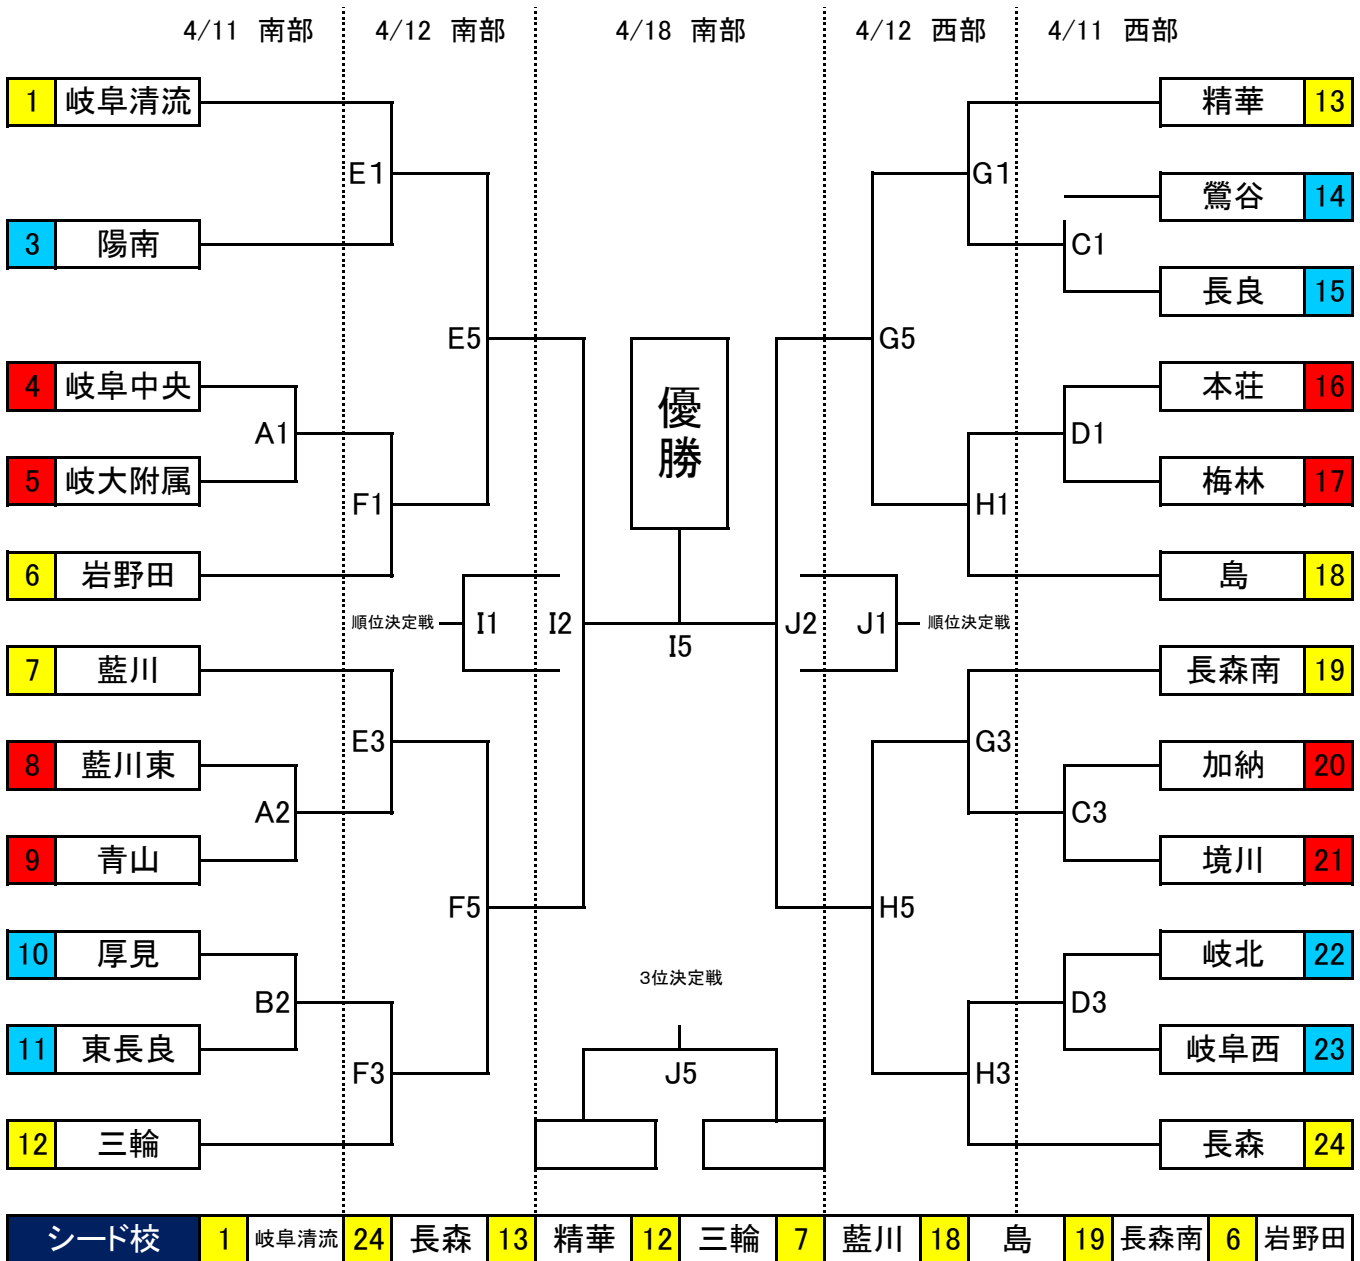 4/11 南部 4/12 南部 4/18 南部 4/12 西部 4/11 西部
1 岐阜清流 精華 13
E1 G1
鶯谷 14
3 陽南 C1
長良 15
E5 G5
4 岐阜中央 優勝 本荘 16
A1 D1
5 岐大附属 梅林 17
F1 H1
6 岩野田 島 18
順位決定戦 I1 I2 I5 J2 J1 順位決定戦
7 藍川 長森南 19
E3 G3
8 藍川東 加納 20
A2 C3
9 青山 境川 21
F5 H5
10 厚見 岐北 22
3位決定戦
B2 D3
11 東長良 岐阜西 23
F3 J5 H3
12 三輪 長森 24
シード校 1 岐阜清流 24 長森 13 精華 12 三輪 7 藍川 18 島 19 長森南 6 岩野田